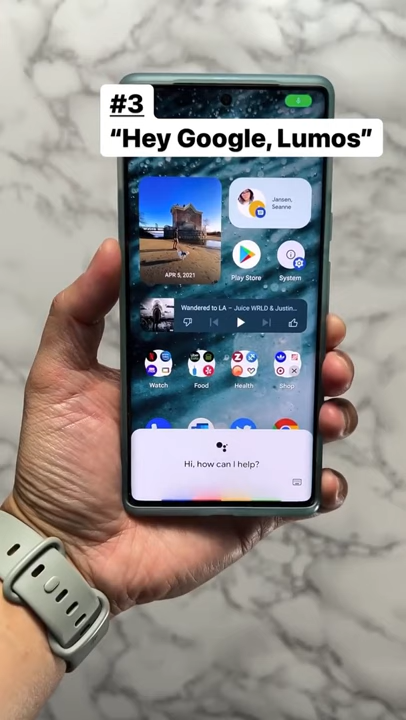 #3
“Hey Google, Lumos”
Jansen,
Seanne
APR 5, 2021
Play Store
System
Wandered to LA – Juice WRLD & Justin...
Watch
Food
Health
Shop
Hi, how can I help?